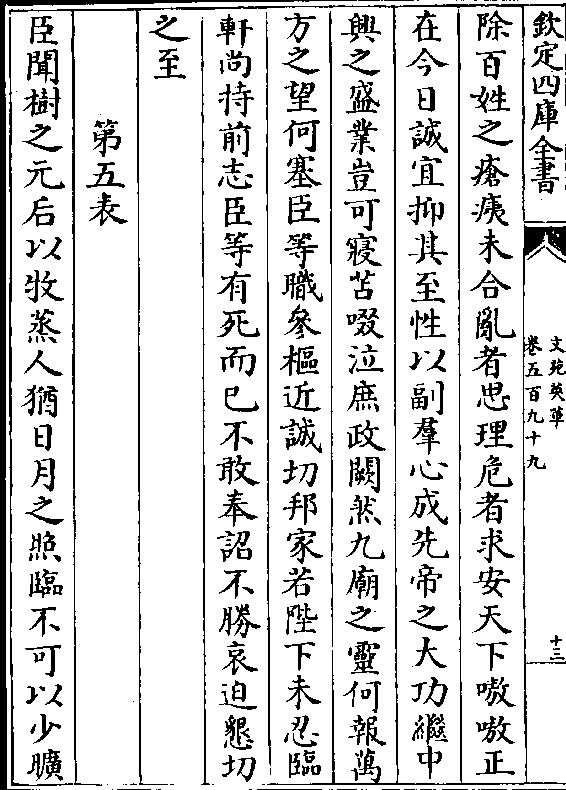 欽定四庫全書
文苑英華
卷五百九十九
十三
除百姓之瘡痍未合亂者思理危者求安天下嗷嗷正
在今日誠宜抑其至性以副羣心成先帝之大功繼中
興之盛業豈可寢苫啜泣庶政闕然九廟之靈何報萬
方之望何塞臣等職參樞近誠切邦家若陛下未忍臨
軒尚持前志臣等有死而已不敢奉詔不勝哀迫懇切
之至
第五表
臣聞樹之元后以牧蒸人猶日月之照臨不可以少曠